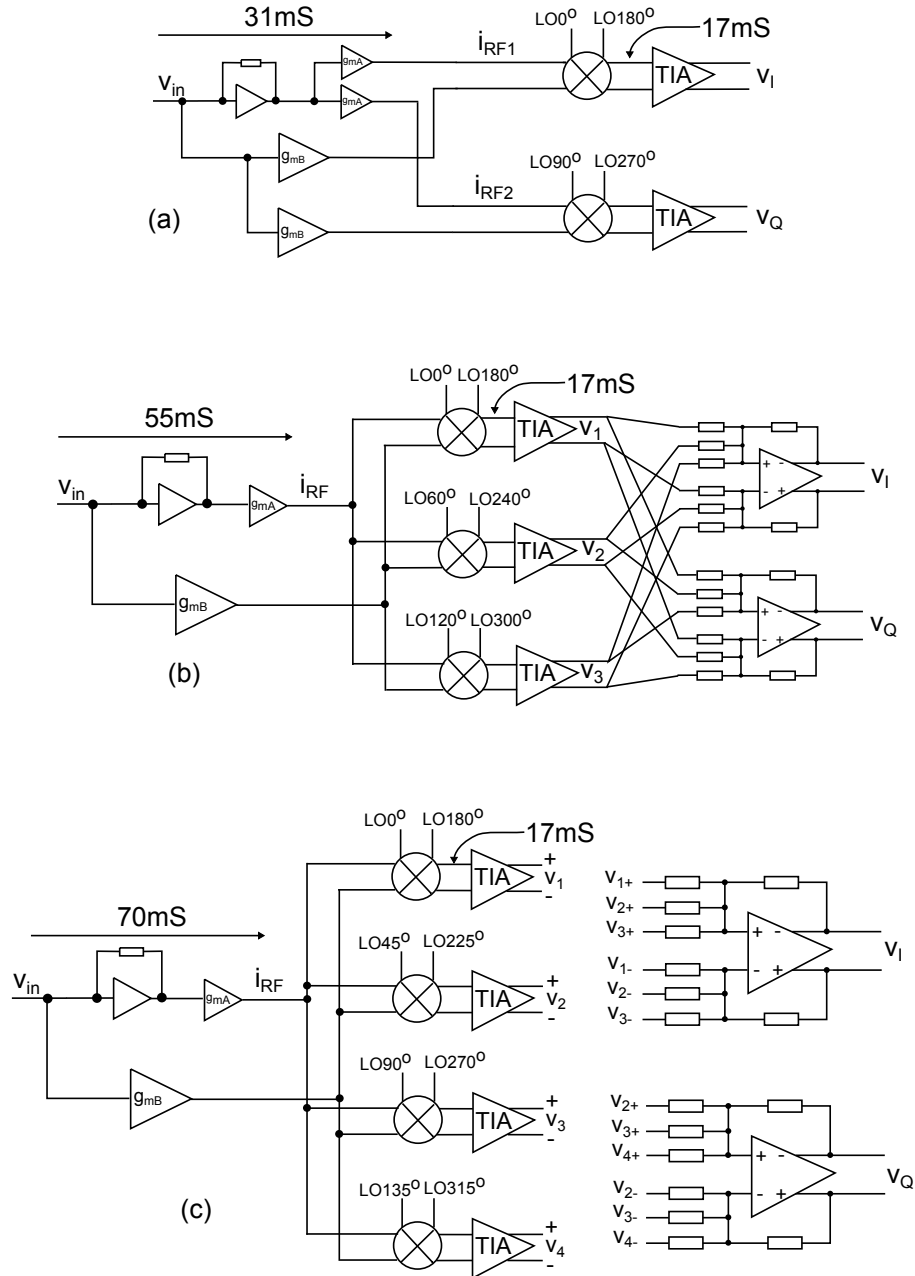 31mS
LO0o LO180o
17mS
iRF1
vin
gmA
gmA
TIA
vI
gmB
LO90o LO270o
iRF2
TIA
vQ
gmB
(a)
LO0o LO180o
17mS
55mS
TIA
v1
vin
iRF
gmA
+ -
- +
vI
LO60o LO240o
TIA
v2
gmB
LO120o LO300o
+ -
- +
vQ
TIA
v3
(b)
LO0o LO180o
17mS
TIA
+
v1
-
70mS
v1+
v2+
v3+
+ -
- +
vI
v1-
v2-
v3-
vin
iRF
gmA
LO45o LO225o
TIA
+
v2
-
gmB
LO90o LO270o
TIA
+
v3
-
v2+
v3+
v4+
+ -
- +
vQ
v2-
v3-
v4-
LO135o LO315o
TIA
+
v4
-
(c)